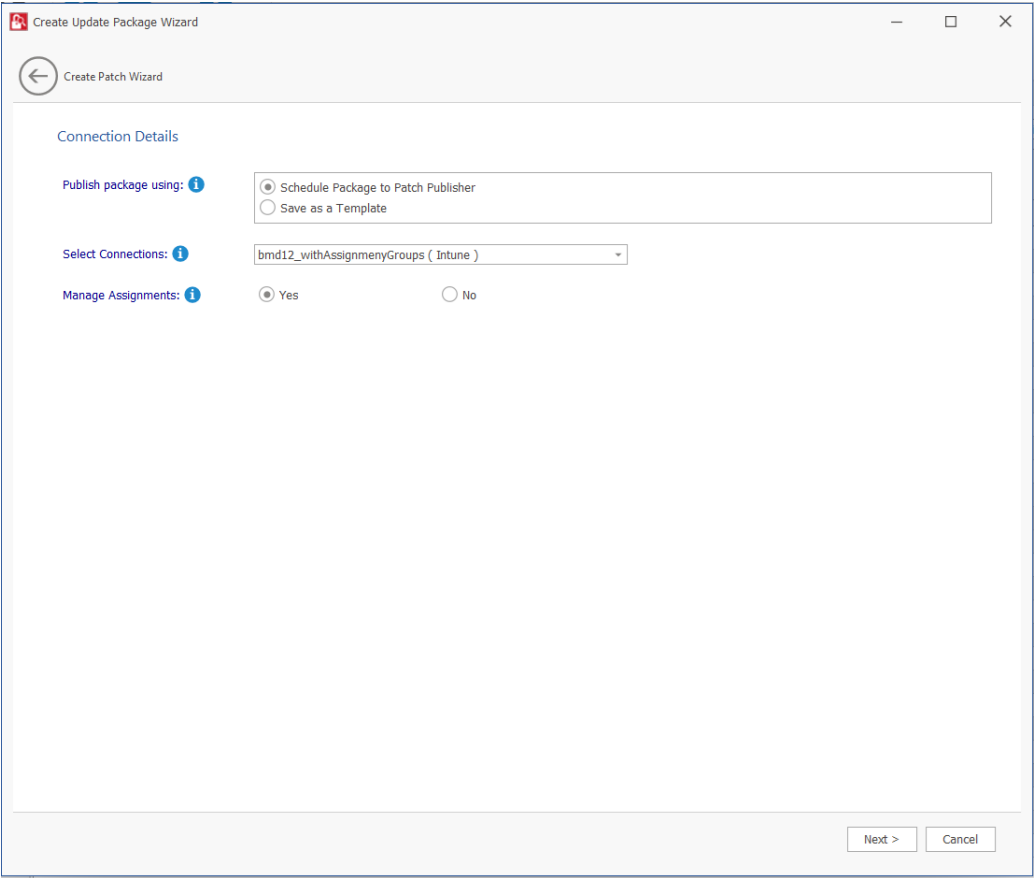 Create Update Package Wizard
Create Patch Wizard
Connection Details
Publish package using:
Schedule Package to Patch Publisher
Save as a Template
Select Connections:
bmd12_withAssignmenyGroups ( Intune )
Manage Assignments:
Yes No
Next > Cancel